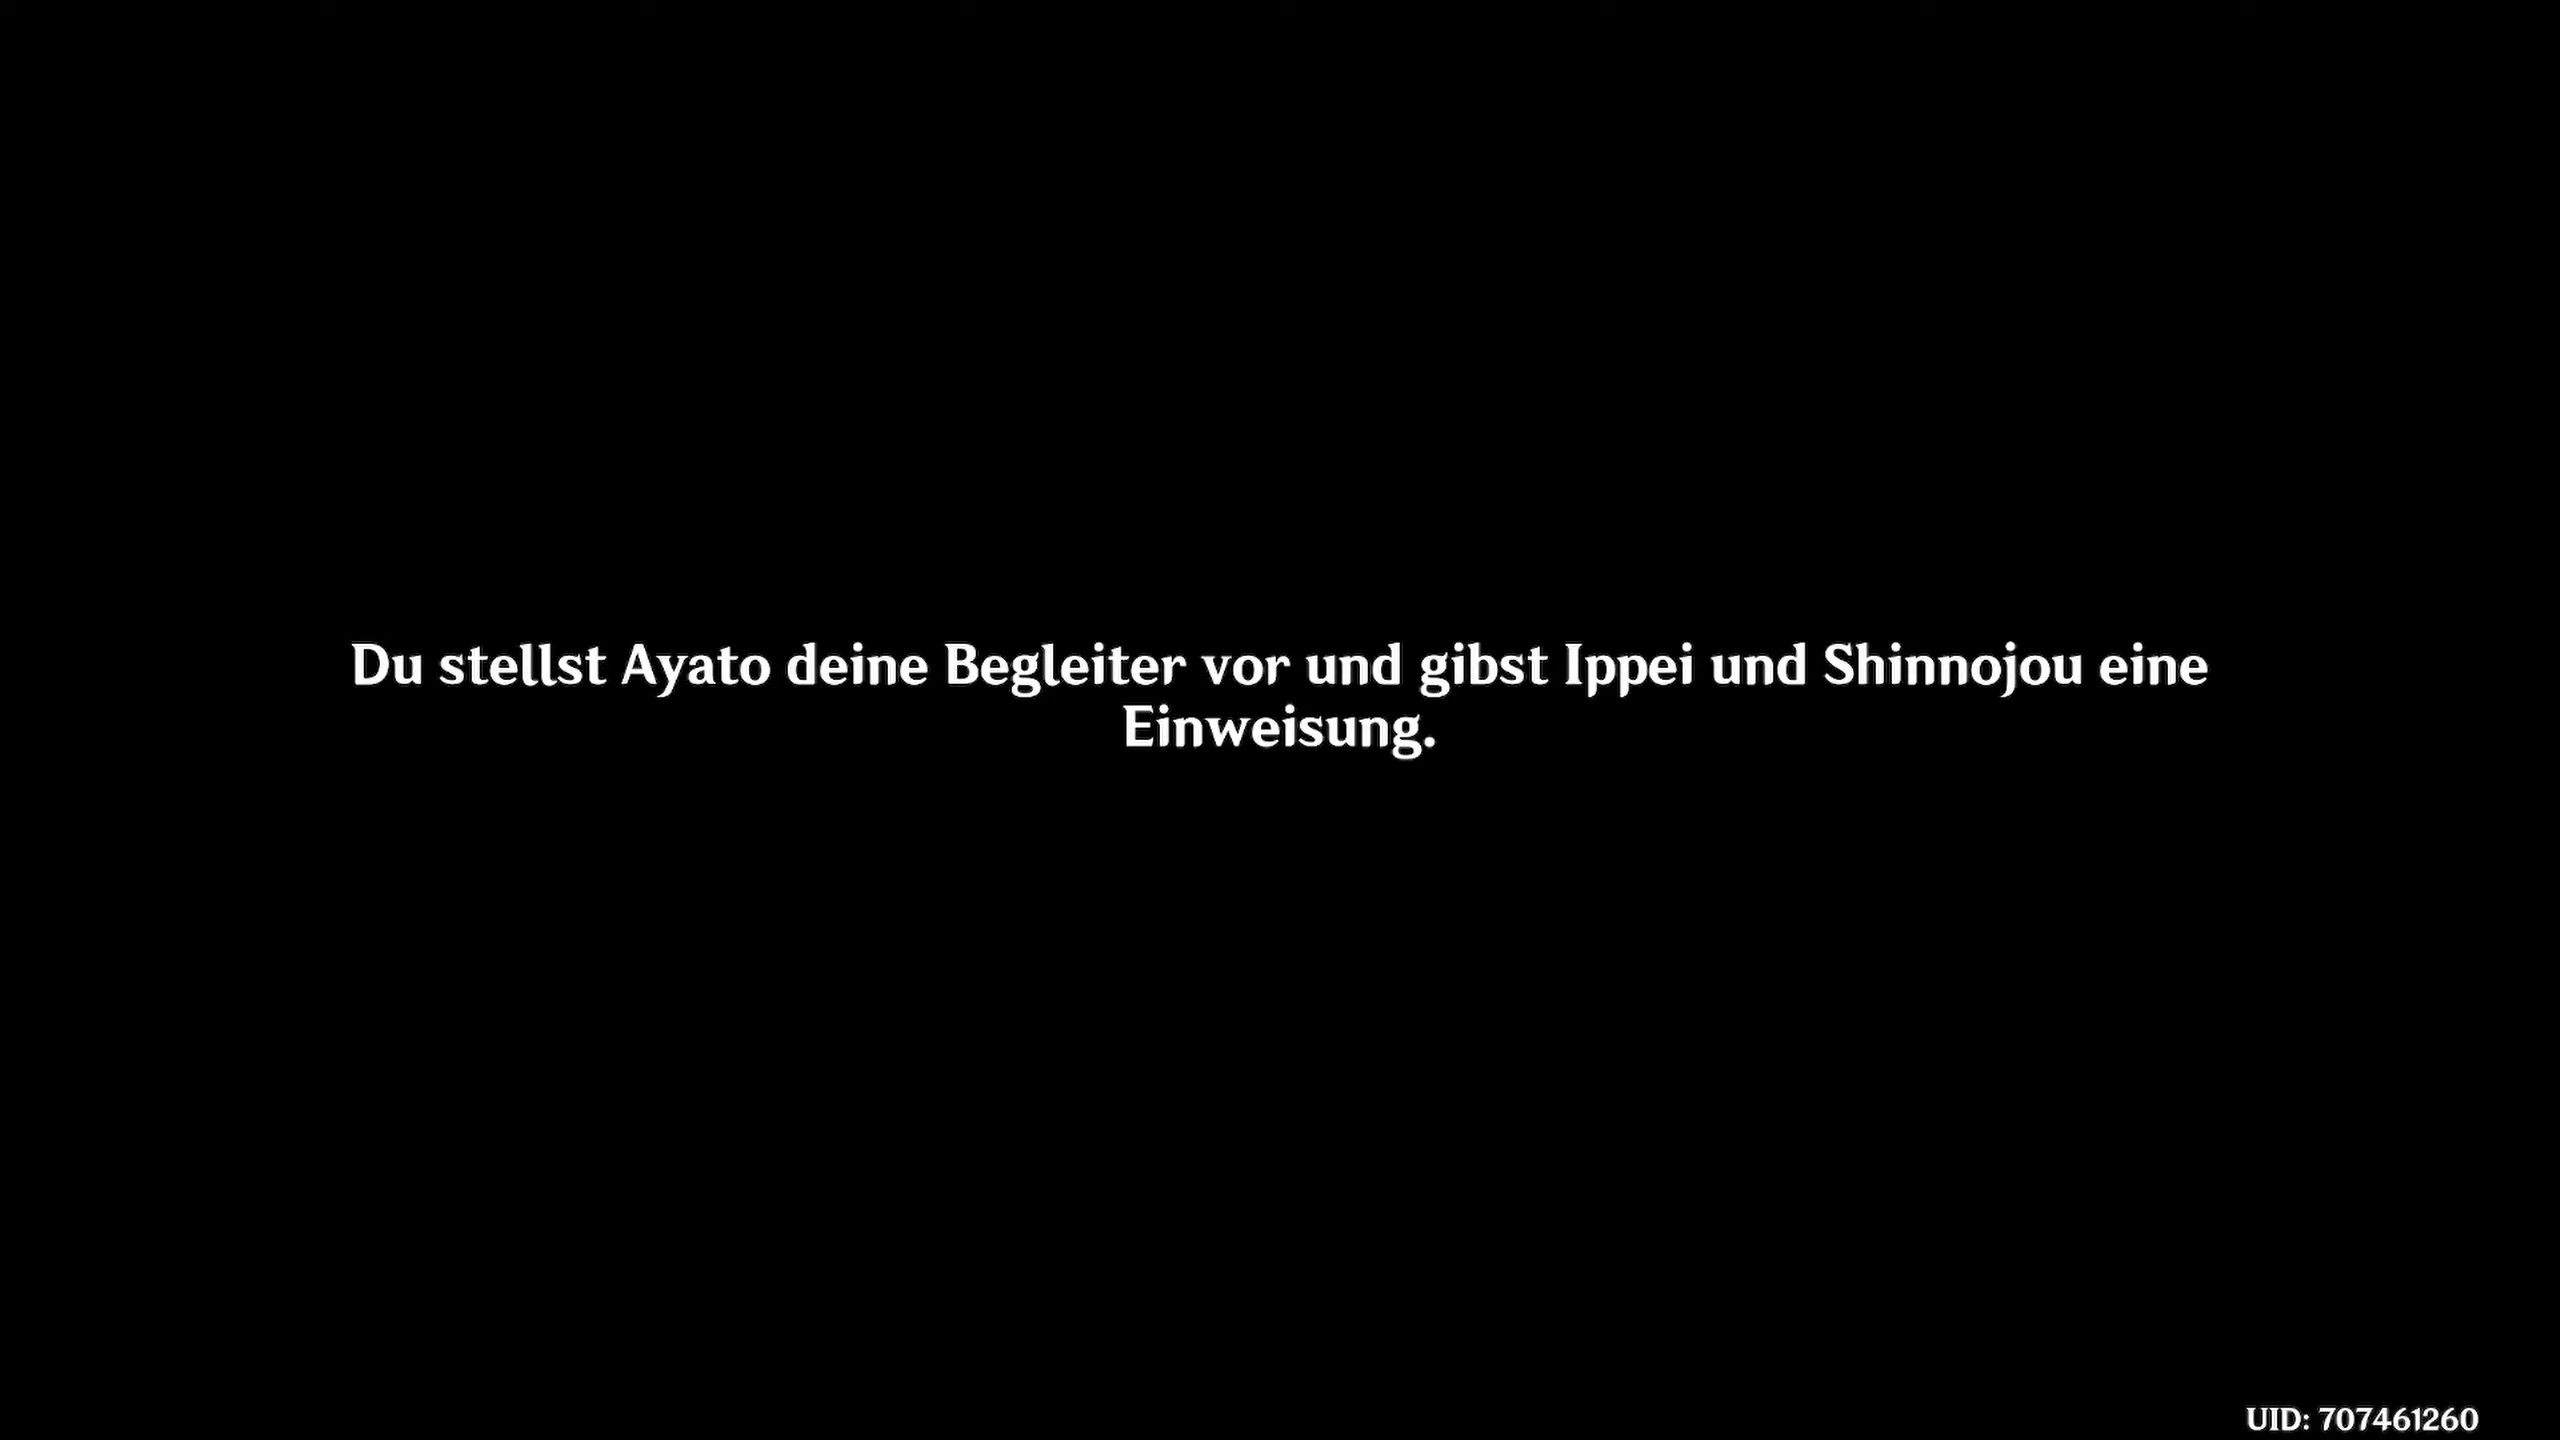 Du stellst Ayato deine Begleiter vor und gibst Ippei und Shinnojou eine
Einweisung.
UID: 707461260